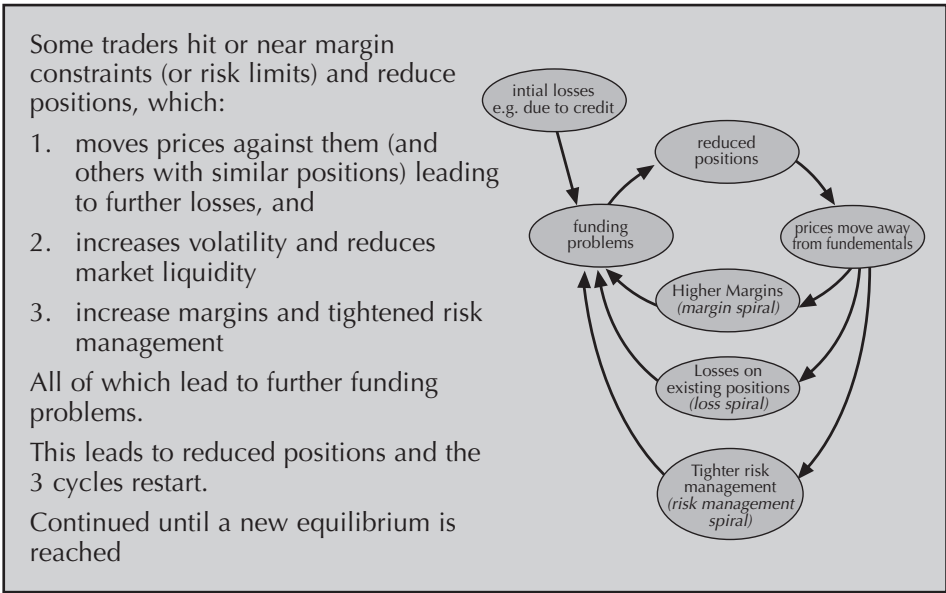 Some traders hit or near margin
constraints (or risk limits) and reduce
positions, which:
1. moves prices against them (and
others with similar positions) leading
to further losses, and
2. increases volatility and reduces
market liquidity
3. increase margins and tightened risk
management
All of which lead to further funding
problems.
This leads to reduced positions and the
3 cycles restart.
Continued until a new equilibrium is
reached
intial losses
e.g. due to credit
reduced
positions
funding
problems
prices move away
from fundementals
Higher Margins
(margin spiral)
Losses on
existing positions
(loss spiral)
Tighter risk
management
(risk management
spiral)